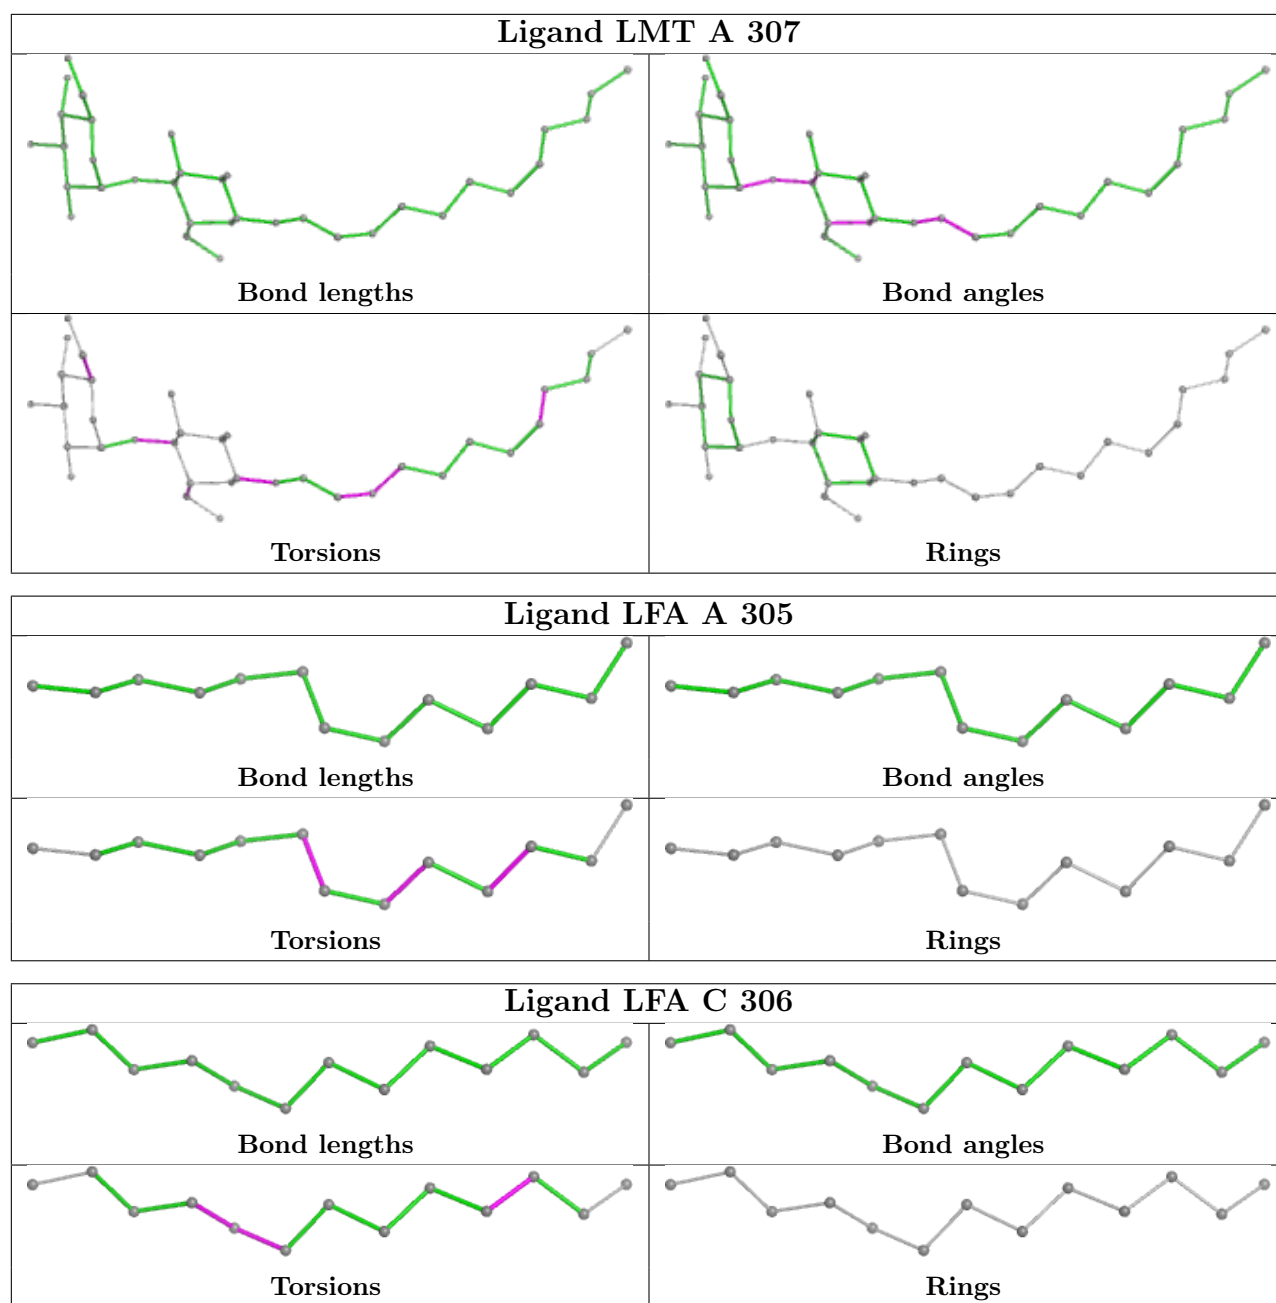 Ligand LMT A 307
Bond lengths
Bond angles
Torsions
Rings
Ligand LFA A 305
Bond lengths
Bond angles
Torsions
Rings
Ligand LFA C 306
Bond lengths
Bond angles
Torsions
Rings